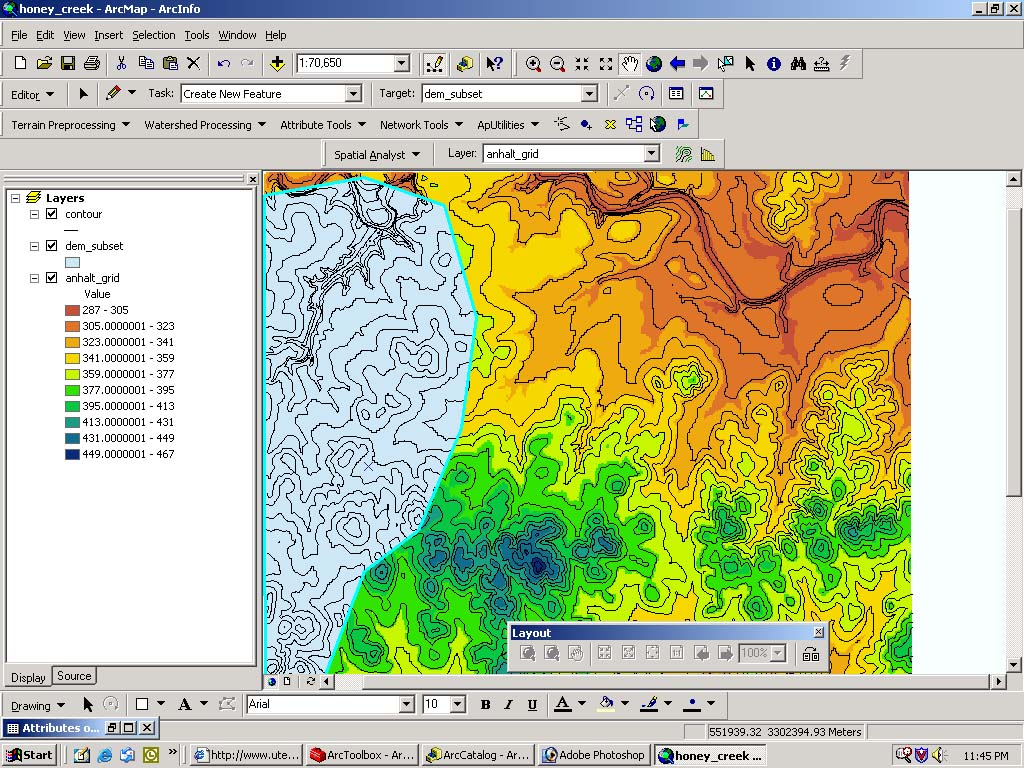 honey_creek - ArcMap - ArcInfo
File Edit View Insert Selection Tools Window Help
1:70,650
Editor Task: Create New Feature Target: dem_subset
Terrain Preprocessing Watershed Processing Attribute Tools Network Tools ApUtilities
Spatial Analyst Layer: anhalt_grid
Layers
contour
dem_subset
anhalt_grid
Value
287 - 305
305.0000001 - 323
323.0000001 - 341
341.0000001 - 359
359.0000001 - 377
377.0000001 - 395
395.0000001 - 413
413.0000001 - 431
431.0000001 - 449
449.0000001 - 467
Layout
100%
Display Source
Drawing A Arial 10 B I U A
Attributes o...
551939.32 3302394.93 Meters
Start http://www.ute... ArcToolbox - Ar... ArcCatalog - Ar... Adobe Photoshop honey_creek ... 11:45 PM